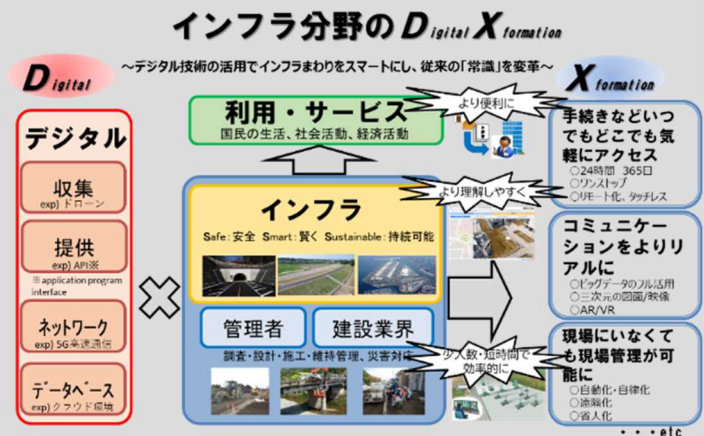 インフラ分野のDigital Xformation
～デジタル技術の活用でインフラまわりをスマートにし、従来の「常識」を変革～
Digital
デジタル
収集
exp) ドローン
提供
exp) API※
※application program
interface
ネットワーク
exp) 5G高速通信
データベース
exp) クラウド環境
利用・サービス
国民の生活、社会活動、経済活動
インフラ
Safe:安全 Smart:賢く Sustainable:持続可能
管理者
建設業界
調査・設計・施工・維持管理、災害対応
より便利に
より理解しやすく
少人数・短時間で
効率的に
Xformation
手続きなどいつ
でもどこでも気
軽にアクセス
○24時間 365日
○ワンストップ
○リモート化、タッチレス
コミュニケー
ションをよりリ
アルに
○ビッグデータのフル活用
○三次元の図面/映像
○AR/VR
現場にいなくて
も現場管理が可
能に
○自動化・自律化
○遠隔化
○省人化
・・・etc